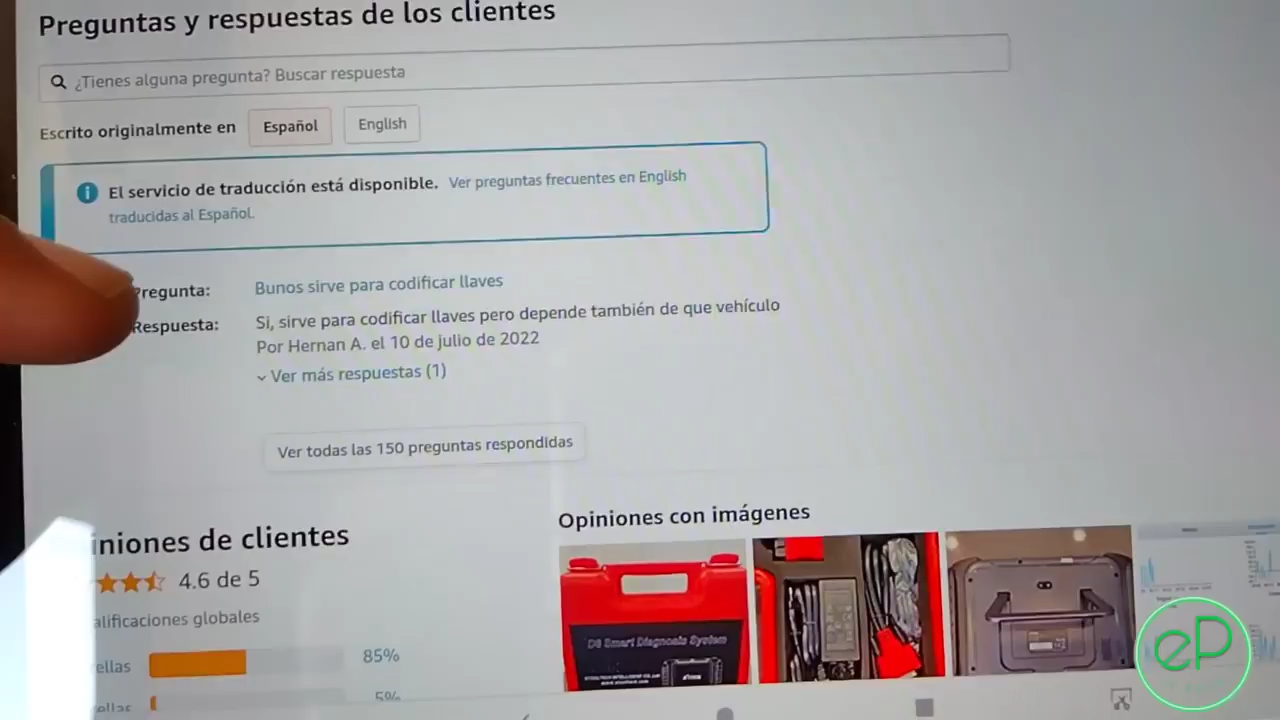 Preguntas y respuestas de los clientes
¿Tienes alguna pregunta? Buscar respuesta
Escrito originalmente en Español English
El servicio de traducción está disponible. Ver preguntas frecuentes en English
traducidas al Español.
Pregunta: Bunos sirve para codificar llaves
Respuesta: Si, sirve para codificar llaves pero depende también de que vehículo
Por Hernan A. el 10 de julio de 2022
Ver más respuestas (1)
Ver todas las 150 preguntas respondidas
iniones de clientes
Opiniones con imágenes
4.6 de 5
alificaciones globales
ellas 85%
ellas 5%
D8 Smart Diagnosis System
eP